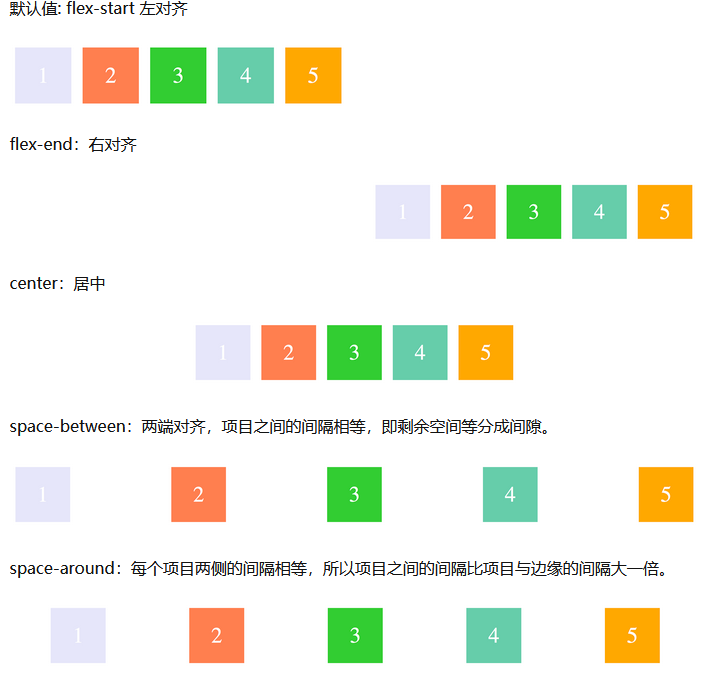 默认值: flex-start 左对齐
1 2 3 4 5
flex-end：右对齐
1 2 3 4 5
center：居中
1 2 3 4 5
space-between：两端对齐，项目之间的间隔相等，即剩余空间等分成间隙。
1 2 3 4 5
space-around：每个项目两侧的间隔相等，所以项目之间的间隔比项目与边缘的间隔大一倍。
1 2 3 4 5